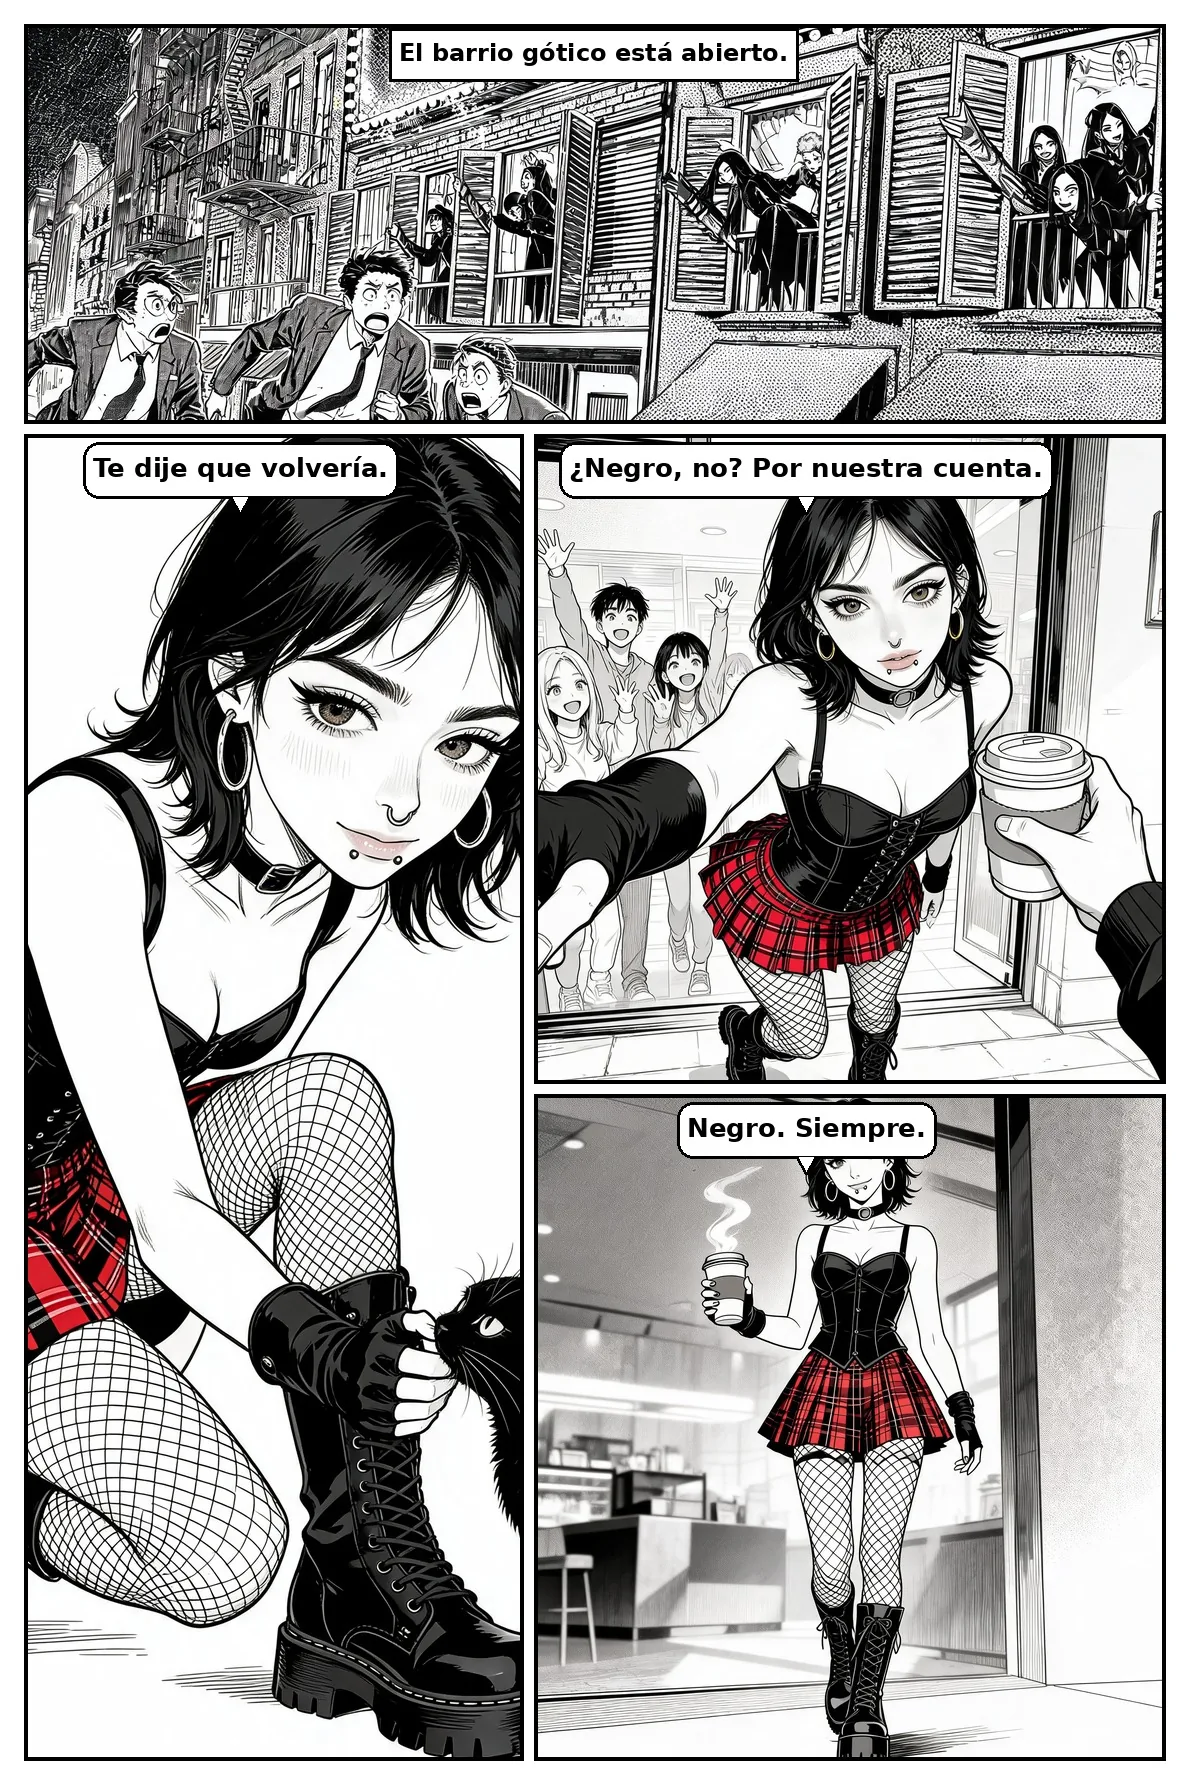 El barrio gótico está abierto.
Te dije que volvería.
¿Negro, no? Por nuestra cuenta.
Negro. Siempre.